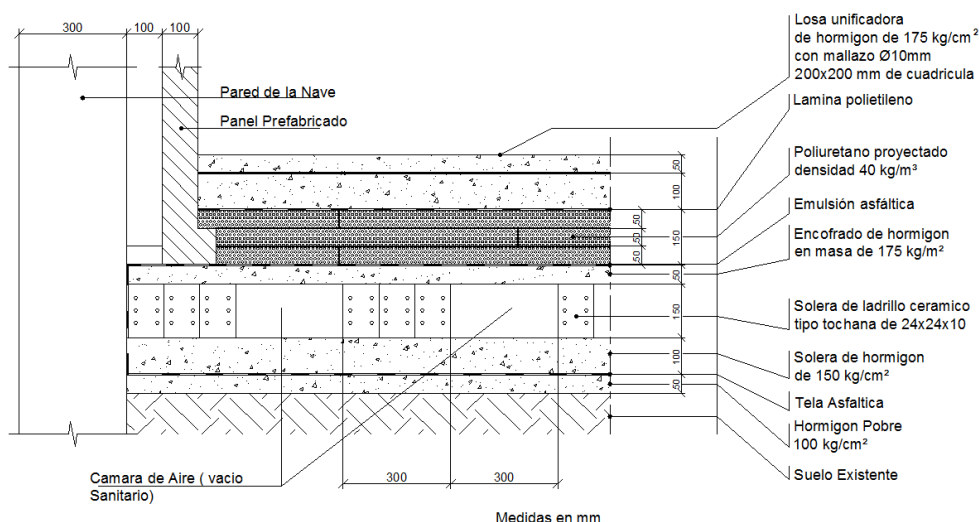 300
100
100
Pared de la Nave
Panel Prefabricado
Losa unificadora
de hormigon de 175 kg/cm²
con mallazo Ø10mm
200x200 mm de cuadricula
Lamina polietileno
Poliuretano proyectado
densidad 40 kg/m³
Emulsión asfáltica
Encofrado de hormigon
en masa de 175 kg/m²
Solera de ladrillo ceramico
tipo tochana de 24x24x10
Solera de hormigon
de 150 kg/cm²
Tela Asfaltica
Hormigon Pobre
100 kg/cm²
Suelo Existente
50
100
50
50
50
150
50
150
100
50
Camara de Aire ( vacio
Sanitario)
300
300
Medidas en mm